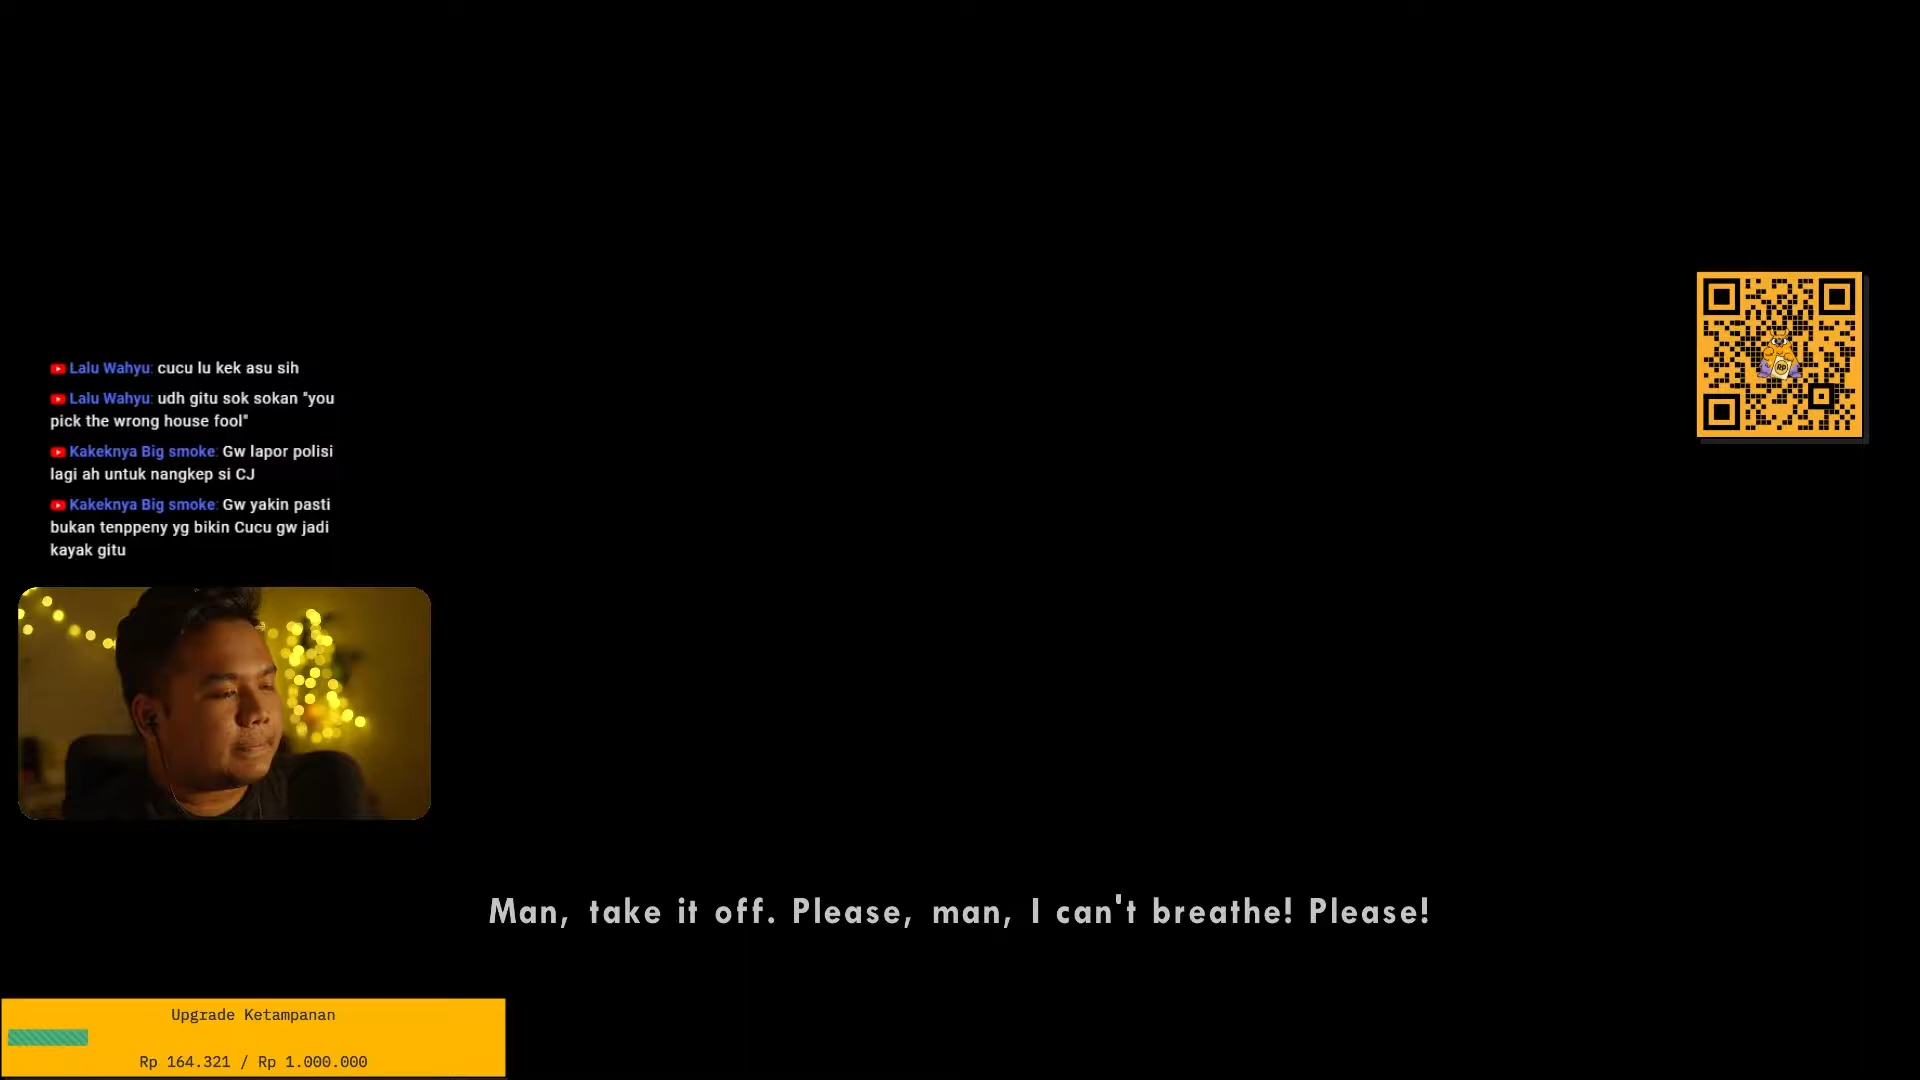 Lalu Wahyu: cucu lu kek asu sih
Lalu Wahyu: udh gitu sok sokan "you
pick the wrong house fool"
Kakeknya Big smoke: Gw lapor polisi
lagi ah untuk nangkep si CJ
Kakeknya Big smoke: Gw yakin pasti
bukan tenppeny yg bikin Cucu gw jadi
kayak gitu
RP
Man, take it off. Please, man, I can't breathe! Please!
Upgrade Ketampanan
Rp 164.321 / Rp 1.000.000